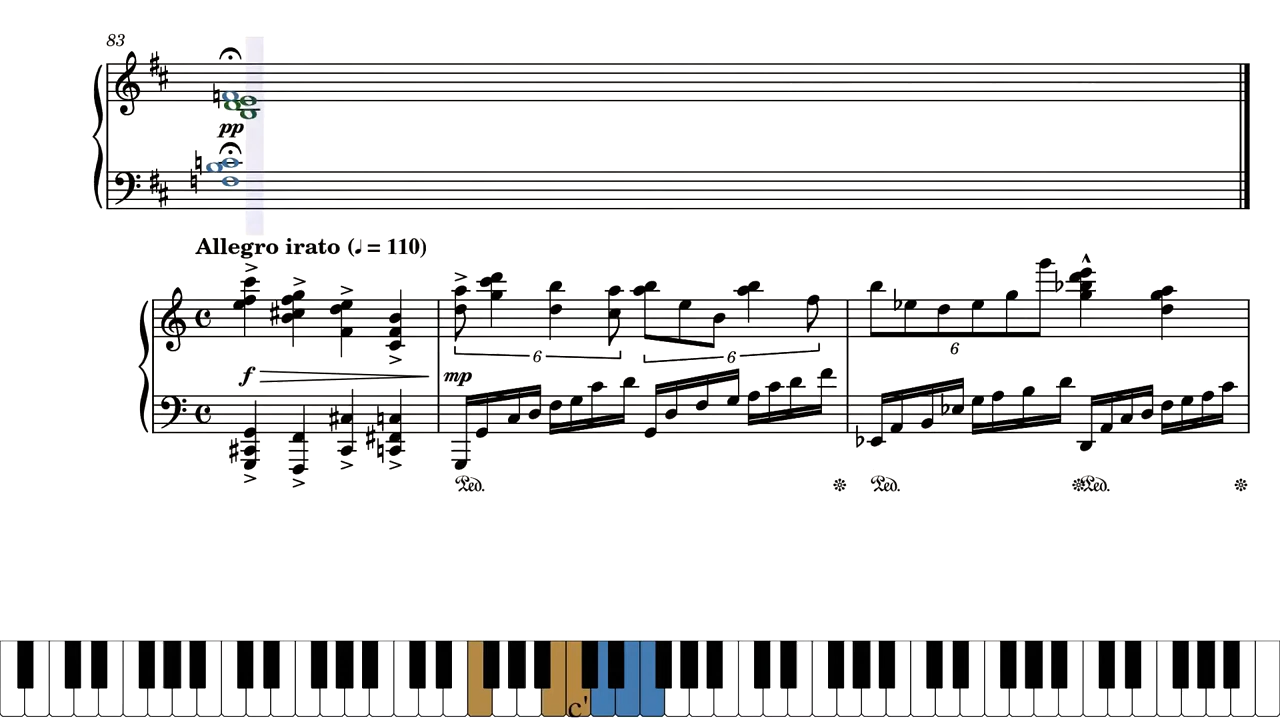 83
pp
Allegro irato (♩ = 110)
f mp
6 6 6
Ped. Ped. Ped.
c'